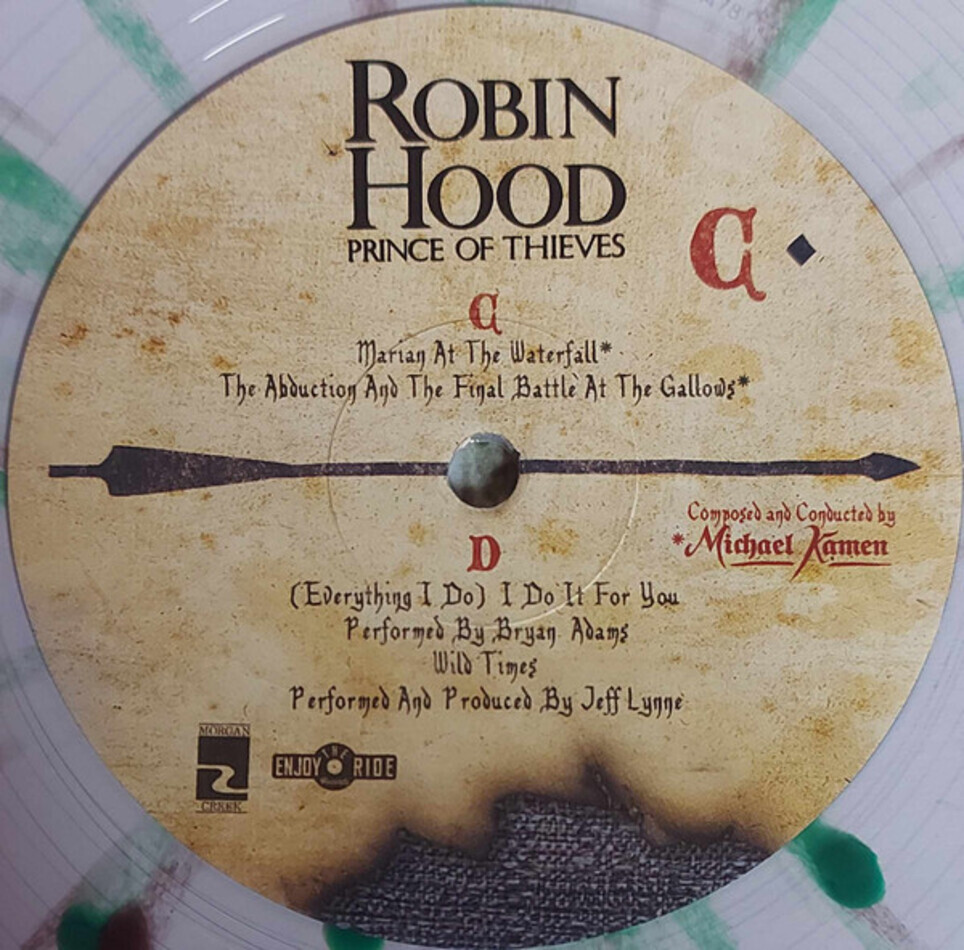 ROBIN
HOOD
PRINCE OF THIEVES
C
C
Marian At The Waterfall*
The Abduction And The Final Battle At The Gallows*
Composed and Conducted by
*Michael Kamen
D
(Everything I Do) I Do It For You
Performed By Bryan Adams
Wild Times
Performed And Produced By Jeff Lynne
MORGAN
CREEK
ENJOY THE RIDE